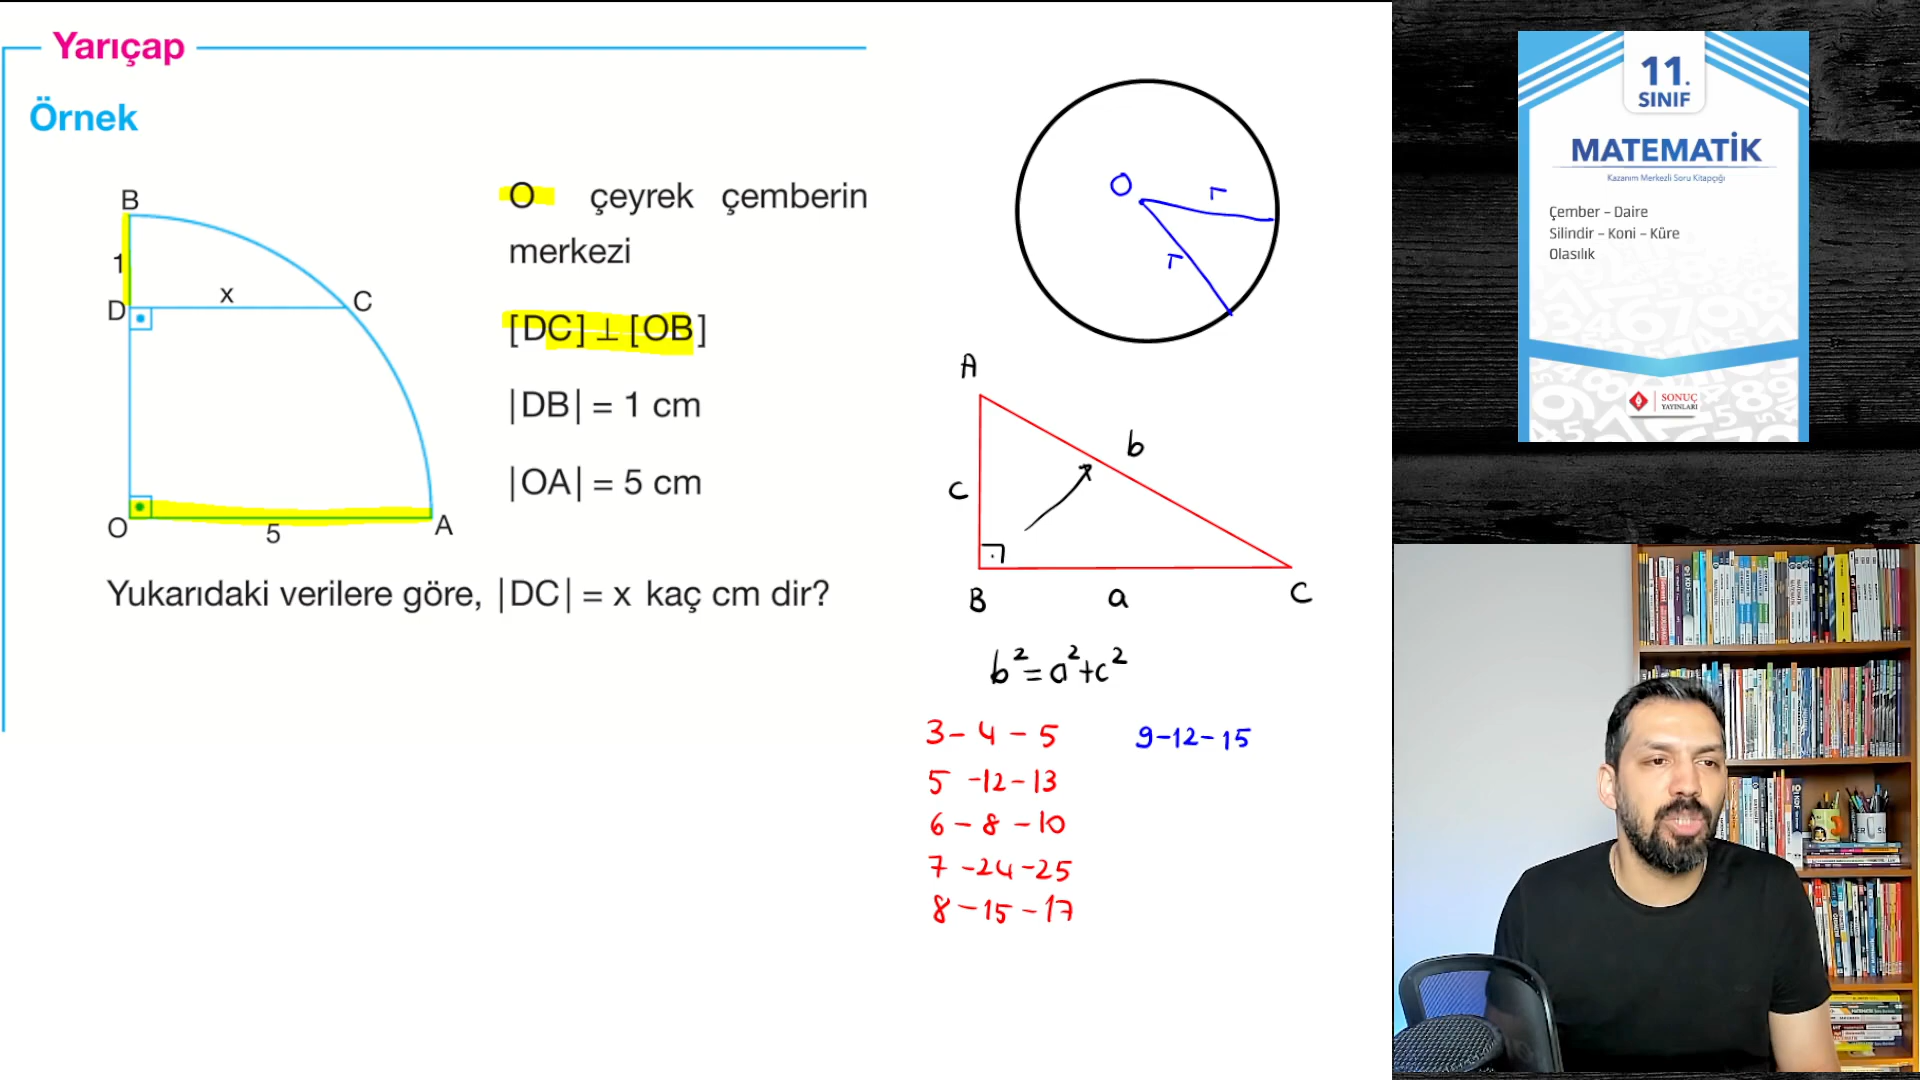 Yarıçap
Örnek
B
1
D
x
C
O
5
A
O çeyrek çemberin
merkezi
[DC] ⊥ [OB]
|DB| = 1 cm
|OA| = 5 cm
Yukarıdaki verilere göre, |DC| = x kaç cm dir?
O
r
r
A
b
c
B
a
C
b²=a²+c²
3-4-5
9-12-15
5-12-13
6-8-10
7-24-25
8-15-17
11.
SINIF
MATEMATİK
Kazanım Merkezli Soru Kitapçığı
Çember – Daire
Silindir – Koni – Küre
Olasılık
SONUÇ
YAYINLARI